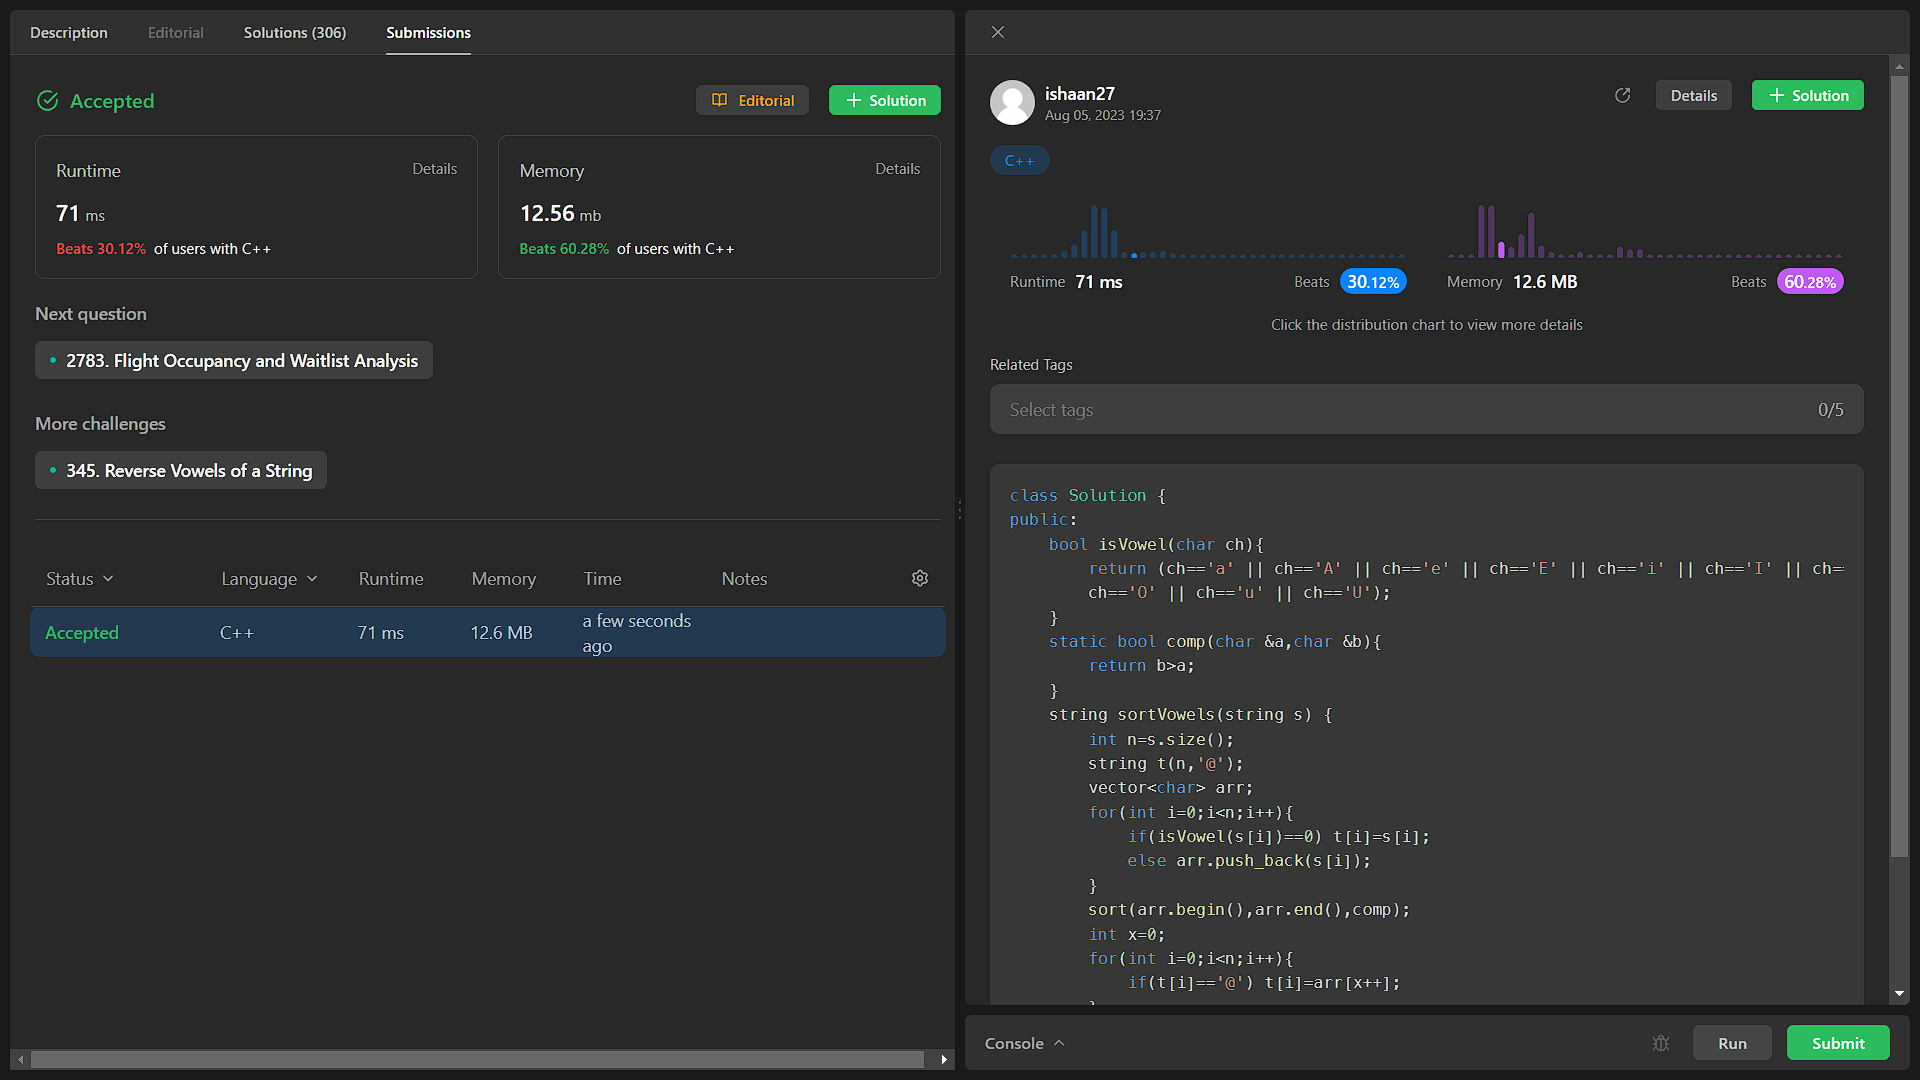 Description Editorial Solutions (306) Submissions
Accepted
Editorial
Solution
Runtime Details
71 ms
Beats 30.12% of users with C++
Memory Details
12.56 mb
Beats 60.28% of users with C++
Next question
2783. Flight Occupancy and Waitlist Analysis
More challenges
345. Reverse Vowels of a String
Status Language Runtime Memory Time Notes
Accepted C++ 71 ms 12.6 MB a few seconds
ago
ishaan27
Aug 05, 2023 19:37
Details
Solution
C++
Runtime 71 ms Beats 30.12%
Memory 12.6 MB Beats 60.28%
Click the distribution chart to view more details
Related Tags
Select tags 0/5
class Solution {
public:
    bool isVowel(char ch){
        return (ch=='a' || ch=='A' || ch=='e' || ch=='E' || ch=='i' || ch=='I' || ch==
        ch=='O' || ch=='u' || ch=='U');
    }
    static bool comp(char &a,char &b){
        return b>a;
    }
    string sortVowels(string s) {
        int n=s.size();
        string t(n,'@');
        vector<char> arr;
        for(int i=0;i<n;i++){
            if(isVowel(s[i])==0) t[i]=s[i];
            else arr.push_back(s[i]);
        }
        sort(arr.begin(),arr.end(),comp);
        int x=0;
        for(int i=0;i<n;i++){
            if(t[i]=='@') t[i]=arr[x++];
Console
Run
Submit